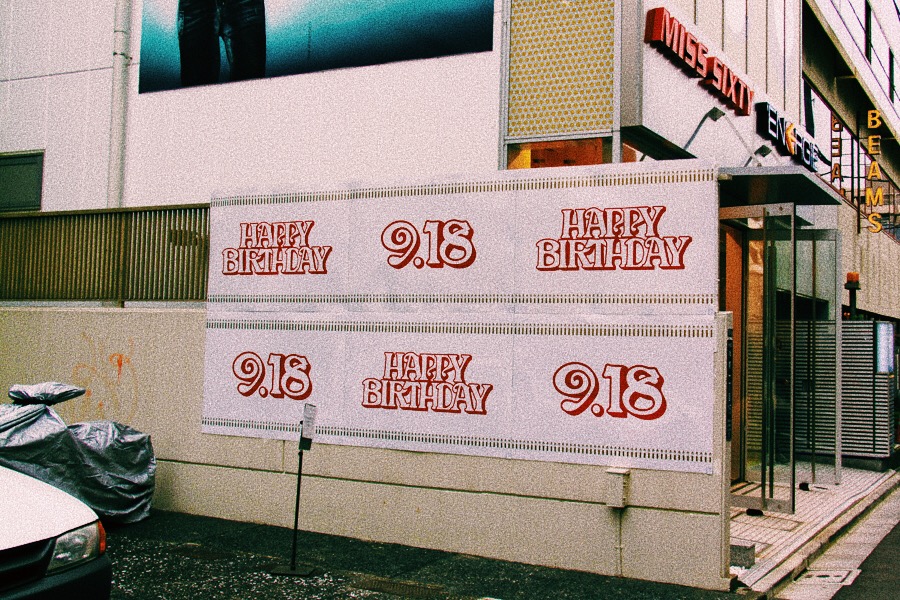 MISS SIXTY
ENERGIE
BEAMS
HAPPY
BIRTHDAY
9.18
HAPPY
BIRTHDAY
9.18
HAPPY
BIRTHDAY
9.18